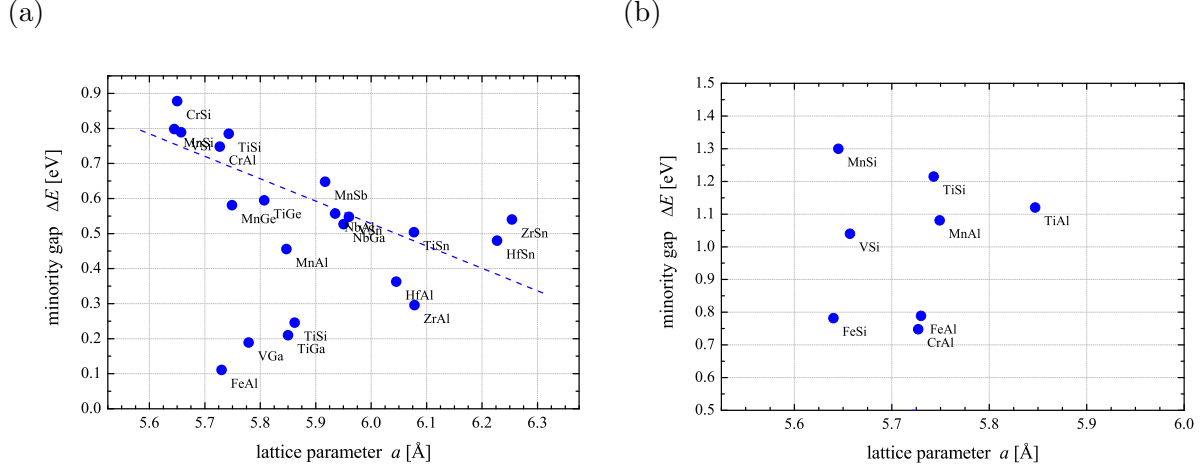 (a)
(b)
0.9
0.8
0.7
0.6
0.5
0.4
0.3
0.2
0.1
0.0
minority gap ΔE [eV]
CrSi
MnSi
VSi
TiSi
CrAl
MnSb
MnGe
TiGe
NbAl
VSn
NbGa
TiSn
ZrSn
HfSn
MnAl
HfAl
ZrAl
TiSi
TiGa
VGa
FeAl
5.6 5.7 5.8 5.9 6.0 6.1 6.2 6.3
lattice parameter a [Å]
1.5
1.4
1.3
1.2
1.1
1.0
0.9
0.8
0.7
0.6
0.5
minority gap ΔE [eV]
MnSi
TiSi
TiAl
MnAl
VSi
FeSi
FeAl
CrAl
5.6 5.7 5.8 5.9 6.0
lattice parameter a [Å]